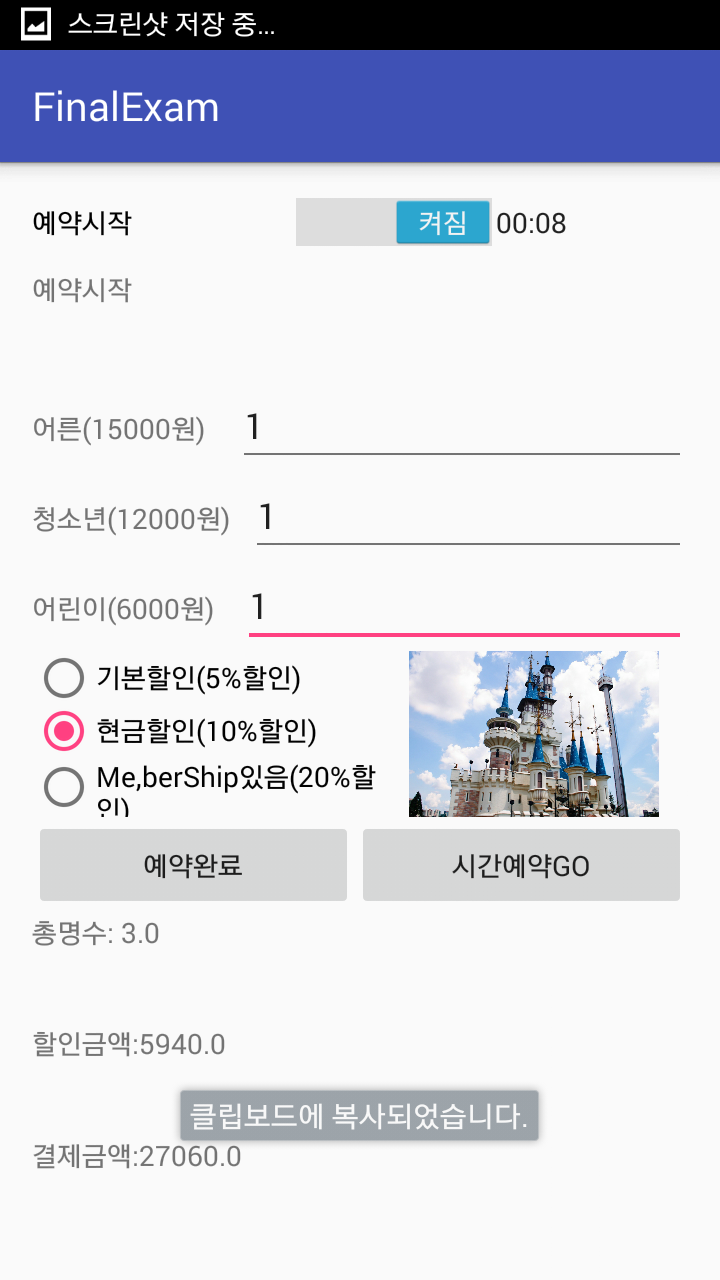 스크린샷 저장 중...
FinalExam
예약시작 켜짐 00:08
예약시작
어른(15000원) 1
청소년(12000원) 1
어린이(6000원) 1
기본할인(5%할인)
현금할인(10%할인)
Me,berShip있음(20%할
인)
예약완료 시간예약GO
총명수: 3.0
할인금액:5940.0
클립보드에 복사되었습니다.
결제금액:27060.0